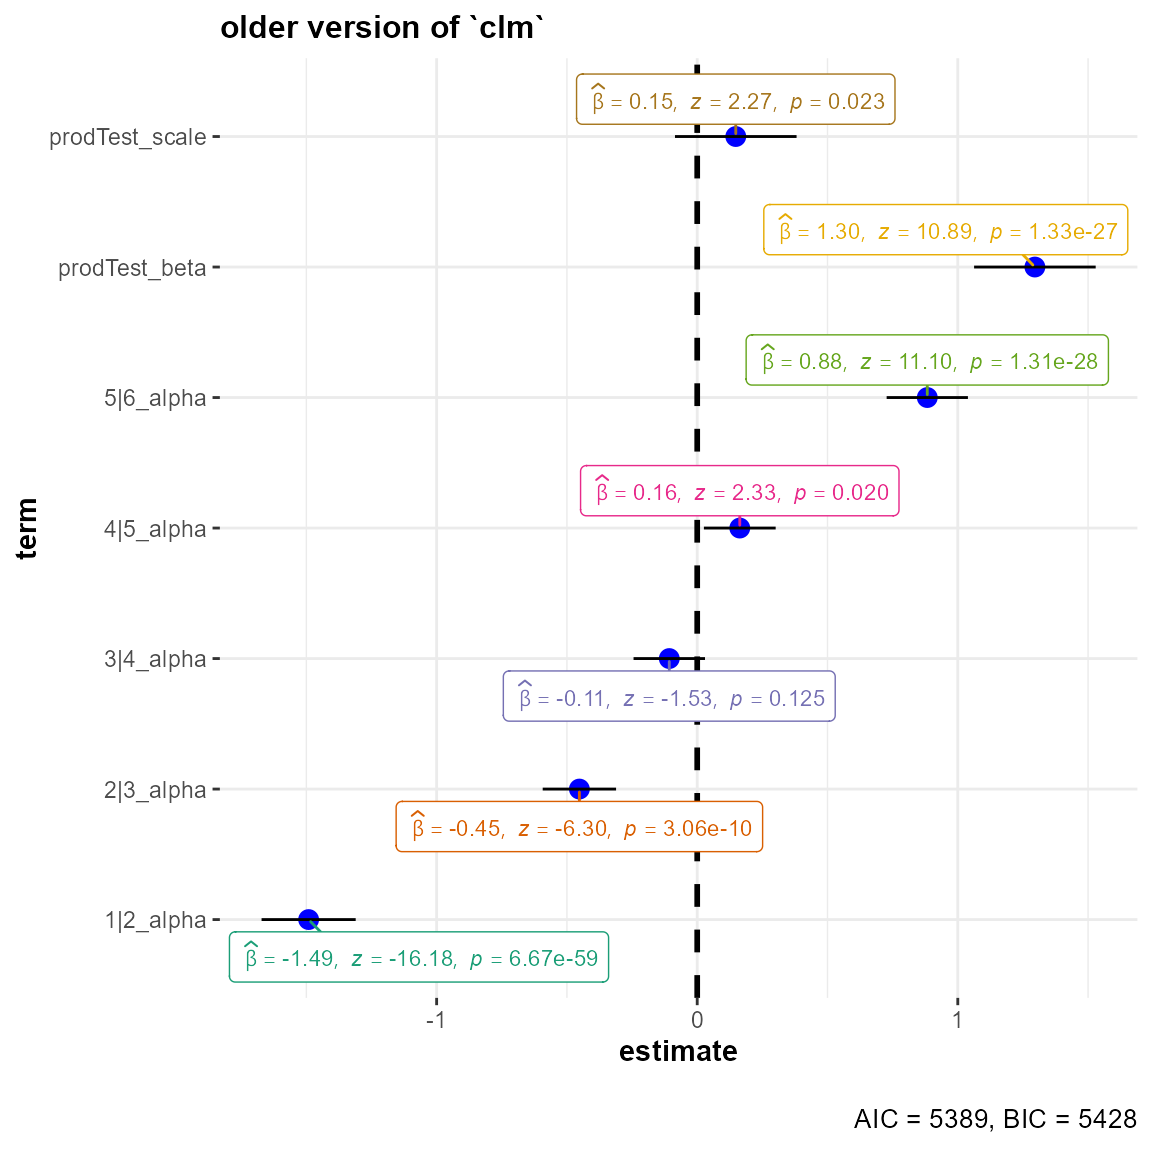 older version of `clm`
prodTest_scale
β̂ = 0.15, z = 2.27, p = 0.023
prodTest_beta
β̂ = 1.30, z = 10.89, p = 1.33e-27
5|6_alpha
β̂ = 0.88, z = 11.10, p = 1.31e-28
4|5_alpha
β̂ = 0.16, z = 2.33, p = 0.020
3|4_alpha
β̂ = -0.11, z = -1.53, p = 0.125
2|3_alpha
β̂ = -0.45, z = -6.30, p = 3.06e-10
1|2_alpha
β̂ = -1.49, z = -16.18, p = 6.67e-59
term
-1 0 1
estimate
AIC = 5389, BIC = 5428